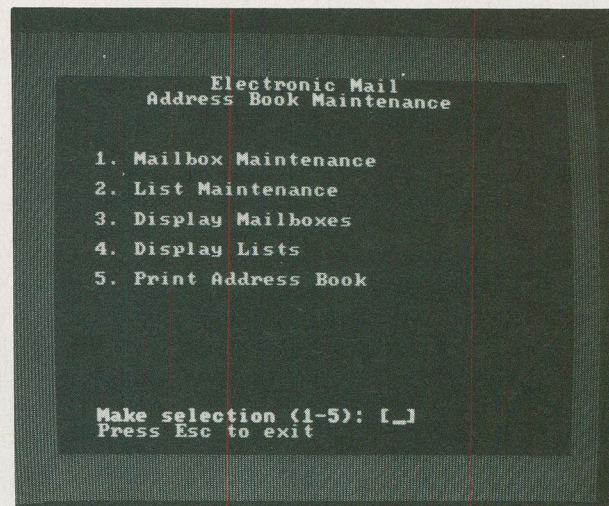 Electronic Mail
Address Book Maintenance
1. Mailbox Maintenance
2. List Maintenance
3. Display Mailboxes
4. Display Lists
5. Print Address Book
Make selection (1-5): [_]
Press Esc to exit